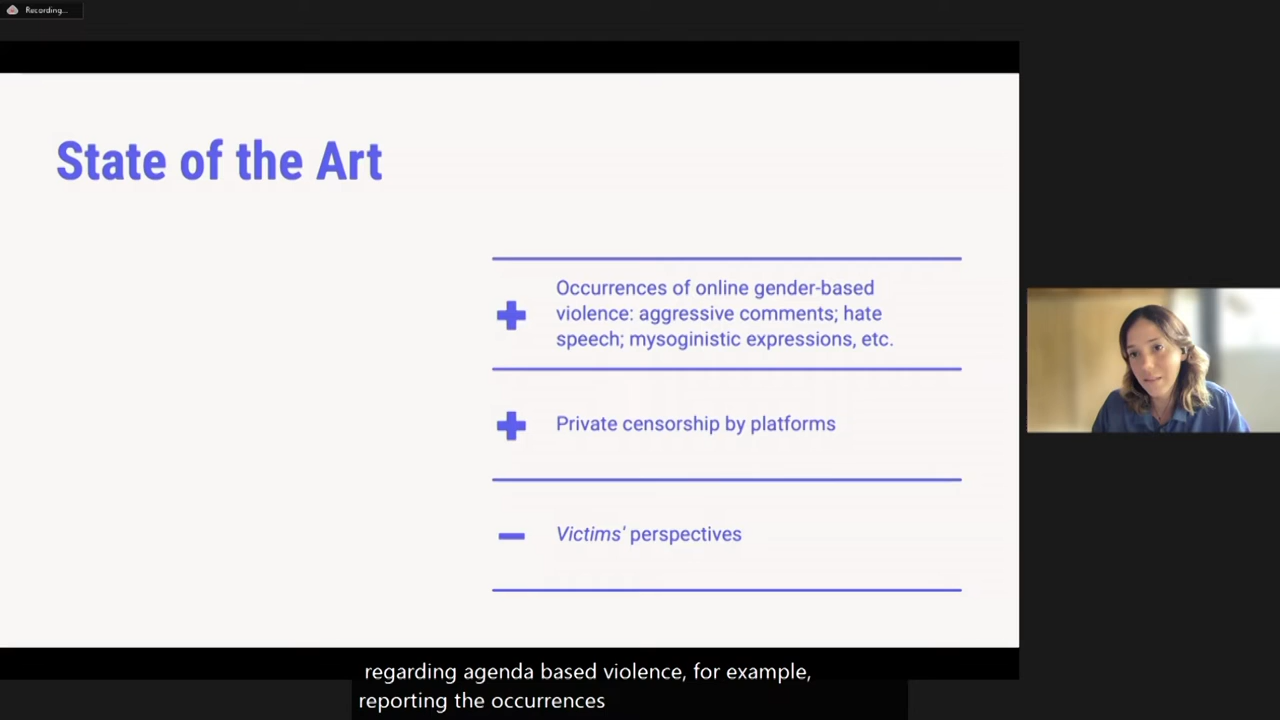 Recording...
State of the Art
Occurrences of online gender-based
violence: aggressive comments; hate
speech; mysoginistic expressions, etc.
Private censorship by platforms
Victims' perspectives
regarding agenda based violence, for example,
reporting the occurrences